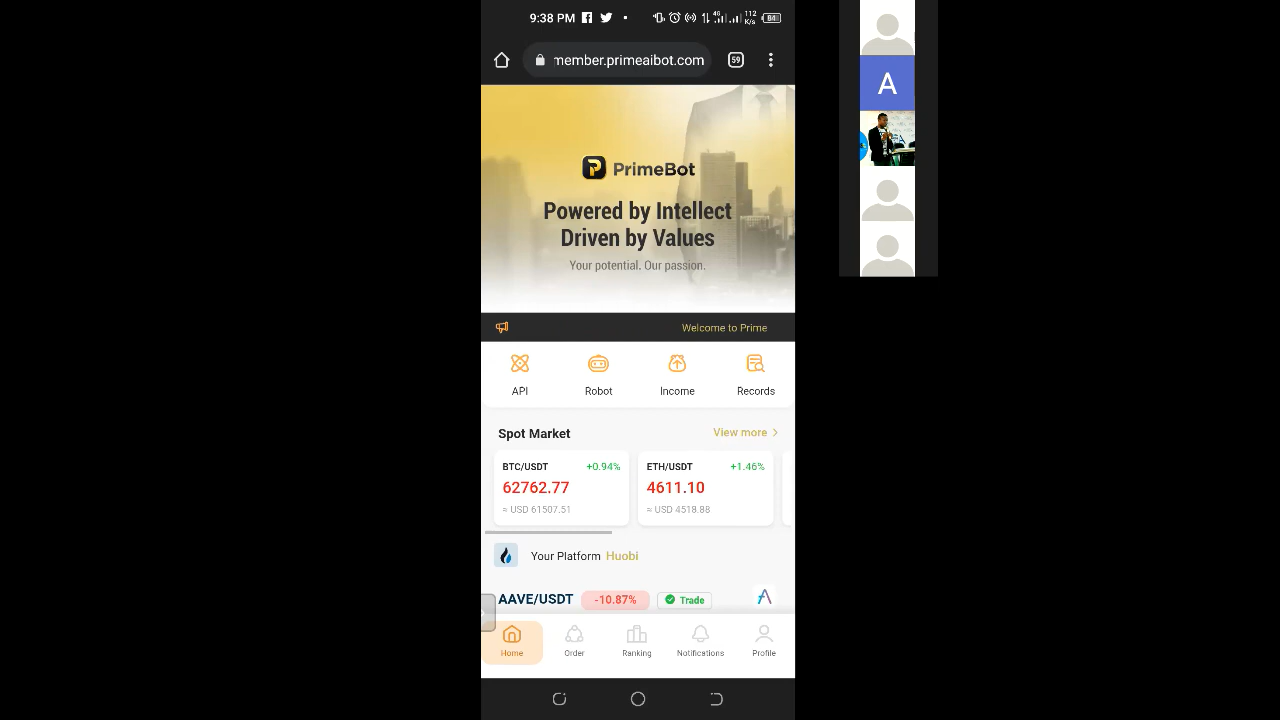 9:38 PM
4G
112
K/s
84
member.primeaibot.com
59
PrimeBot
Powered by Intellect
Driven by Values
Your potential. Our passion.
Welcome to Prime
API
Robot
Income
Records
Spot Market
View more
BTC/USDT
+0.94%
62762.77
≈ USD 61507.51
ETH/USDT
+1.46%
4611.10
≈ USD 4518.88
Your Platform Huobi
AAVE/USDT
-10.87%
Trade
Home
Order
Ranking
Notifications
Profile
A